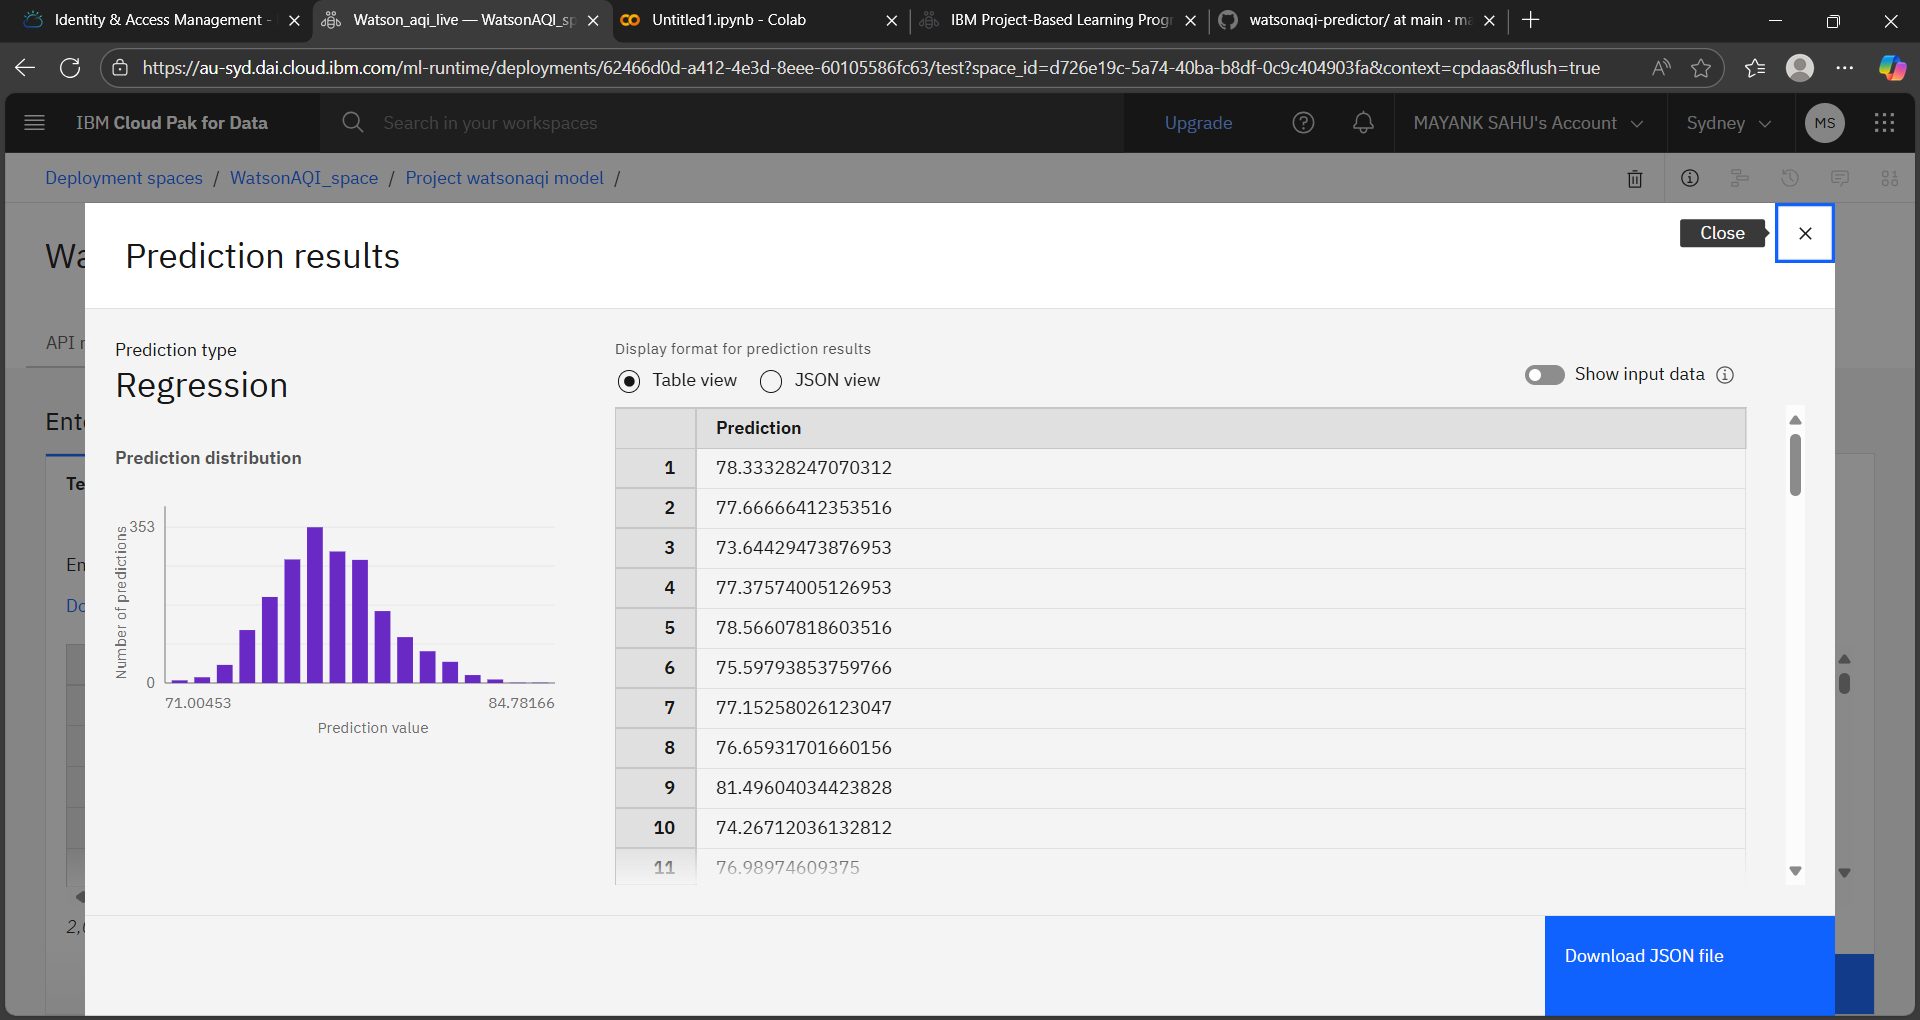 Identity & Access Management -
Watson_aqi_live — WatsonAQI_sp
Untitled1.ipynb - Colab
IBM Project-Based Learning Progr
watsonaqi-predictor/ at main · ma
https://au-syd.dai.cloud.ibm.com/ml-runtime/deployments/62466d0d-a412-4e3d-8eee-60105586fc63/test?space_id=d726e19c-5a74-40ba-b8df-0c9c404903fa&context=cpdaas&flush=true
IBM Cloud Pak for Data
Search in your workspaces
Upgrade
MAYANK SAHU's Account
Sydney
MS
Deployment spaces / WatsonAQI_space / Project watsonaqi model /
Wa
Prediction results
Close
API r
Prediction type
Regression
Display format for prediction results
Table view
JSON view
Show input data
Ent
Prediction distribution
Te
En
Do
2,
Number of predictions
353
0
71.00453
84.78166
Prediction value
Prediction
1 78.33328247070312
2 77.66666412353516
3 73.64429473876953
4 77.37574005126953
5 78.56607818603516
6 75.59793853759766
7 77.15258026123047
8 76.65931701660156
9 81.49604034423828
10 74.26712036132812
11 76.98974609375
Download JSON file